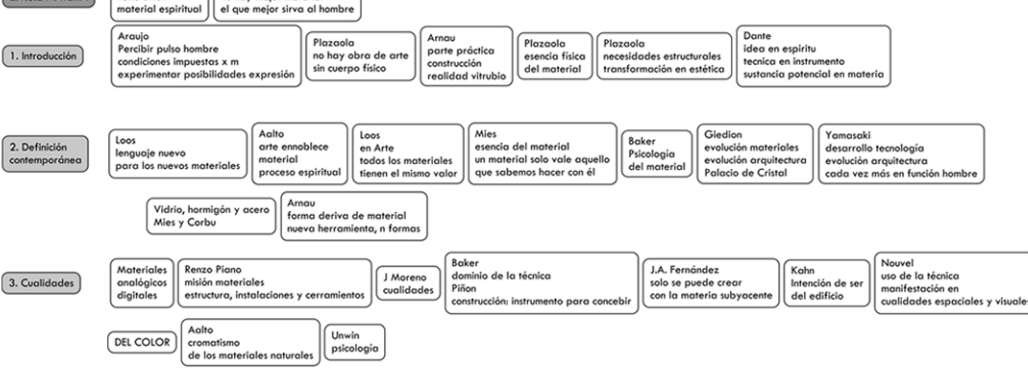 material espiritual
el que mejor sirva al hombre
1. Introducción
Araujo
Percibir pulso hombre
condiciones impuestas x m
experimentar posibilidades expresión
Plazaola
no hay obra de arte
sin cuerpo físico
Arnau
parte práctica
construcción
realidad vitrubio
Plazaola
esencia física
del material
Plazaola
necesidades estructurales
transformación en estética
Dante
idea en espiritu
tecnica en instrumento
sustancia potencial en materia
2. Definición
contemporánea
Loos
lenguaje nuevo
para los nuevos materiales
Aalto
arte ennoblece
material
proceso espiritual
Loos
en Arte
todos los materiales
tienen el mismo valor
Mies
esencia del material
un material solo vale aquello
que sabemos hacer con él
Baker
Psicología
del material
Giedion
evolución materiales
evolución arquitectura
Palacio de Cristal
Yamasaki
desarrollo tecnología
evolución arquitectura
cada vez más en función hombre
Vidrio, hormigón y acero
Mies y Corbu
Arnau
forma deriva de material
nueva herramienta, n formas
3. Cualidades
Materiales
analógicos
digitales
Renzo Piano
misión materiales
estructura, instalaciones y cerramientos
J Moreno
cualidades
Baker
dominio de la técnica
Piñon
construcción: instrumento para concebir
J.A. Fernández
solo se puede crear
con la materia subyacente
Kahn
Intención de ser
del edificio
Nouvel
uso de la técnica
manifestación en
cualidades espaciales y visuales
DEL COLOR
Aalto
cromatismo
de los materiales naturales
Unwin
psicología